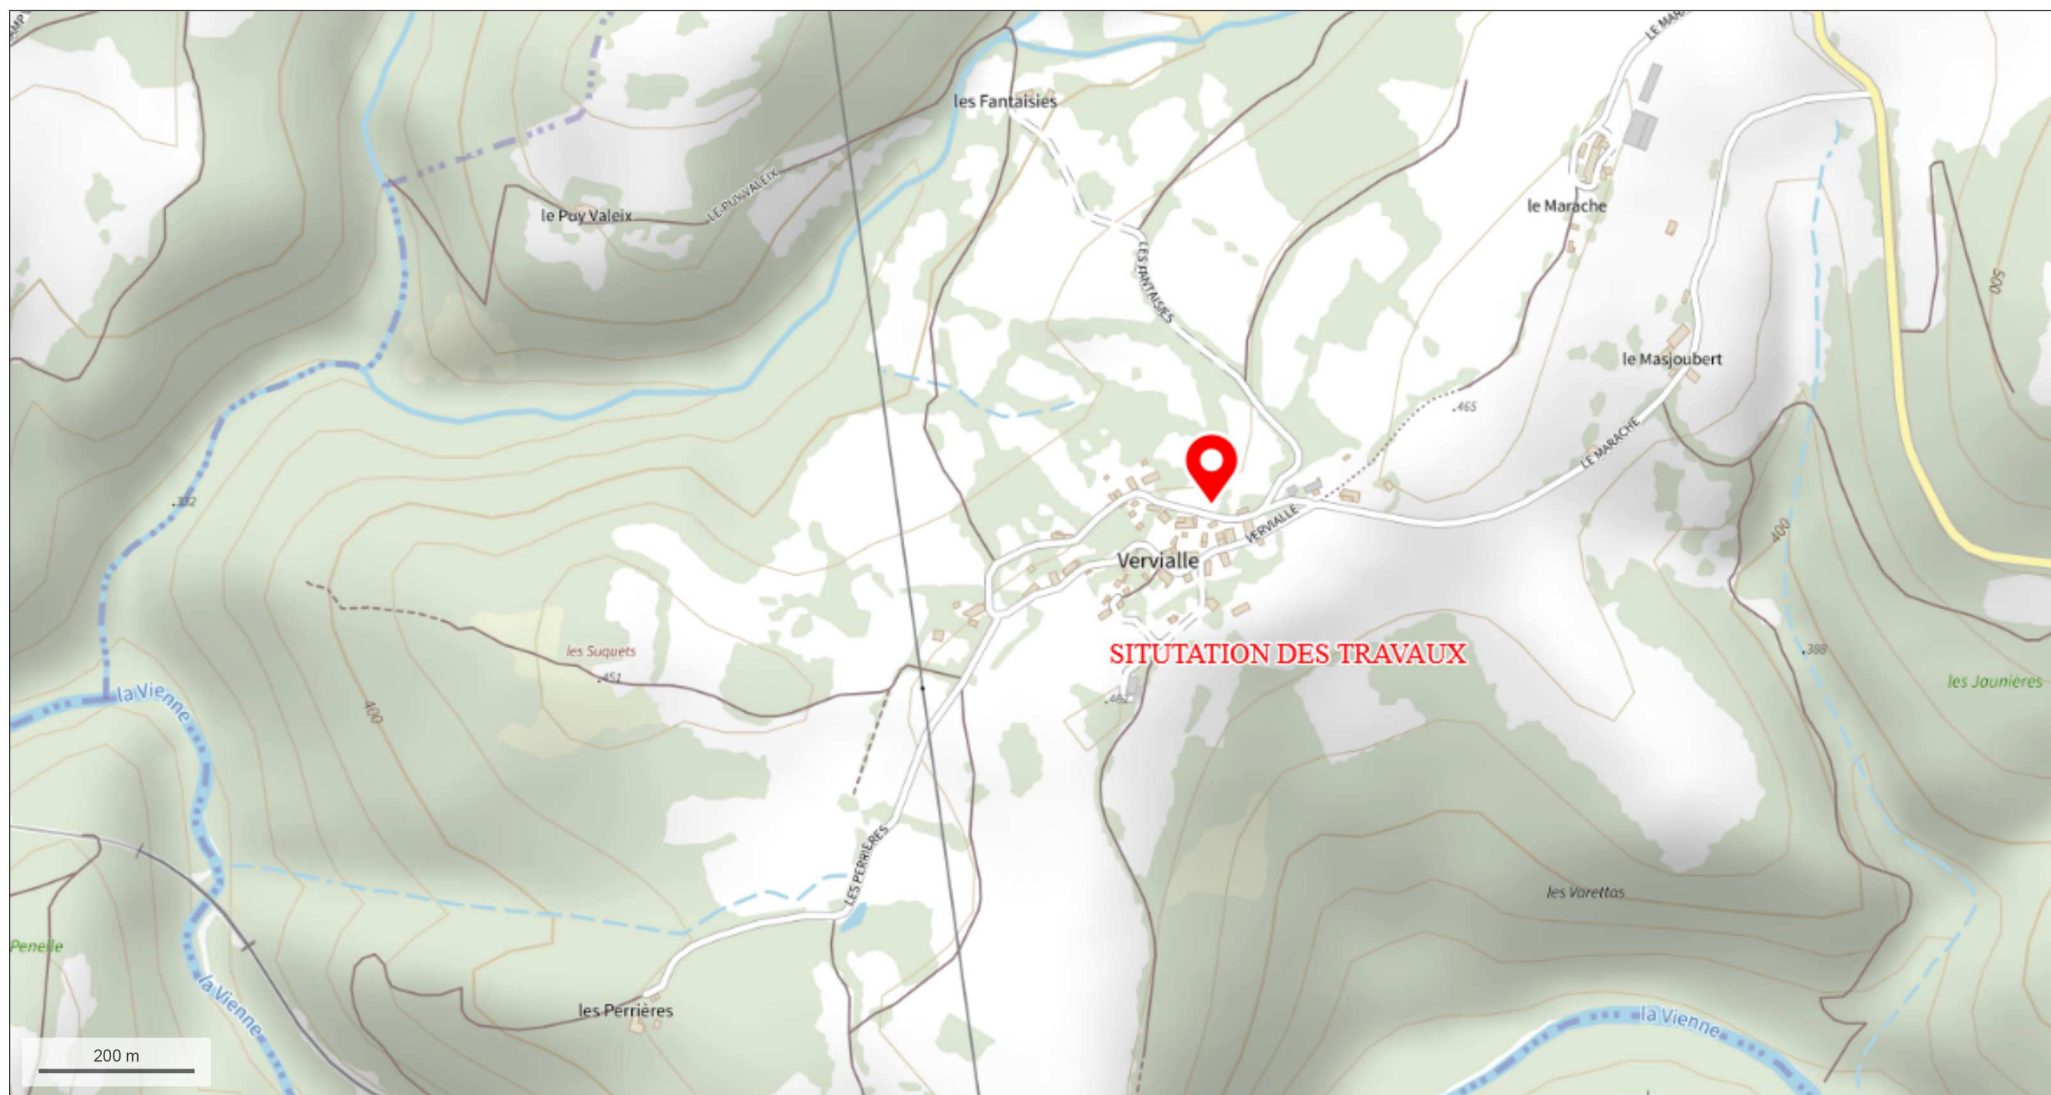 LE MAR
les Fantaisies
LE PUY VALEIX
le Puy Valeix
le Marache
LES FANTAISIES
500
le Masjoubert
.465
LE MARACHE
.332
VERVIALLE
400
Vervialle
les Suquets
SITUTATION DES TRAVAUX
.388
.451
les Jaunières
la Vienne
400
LES PERRIÈRES
les Varettas
Penelle
la Vienne
les Perrières
la Vienne
200 m